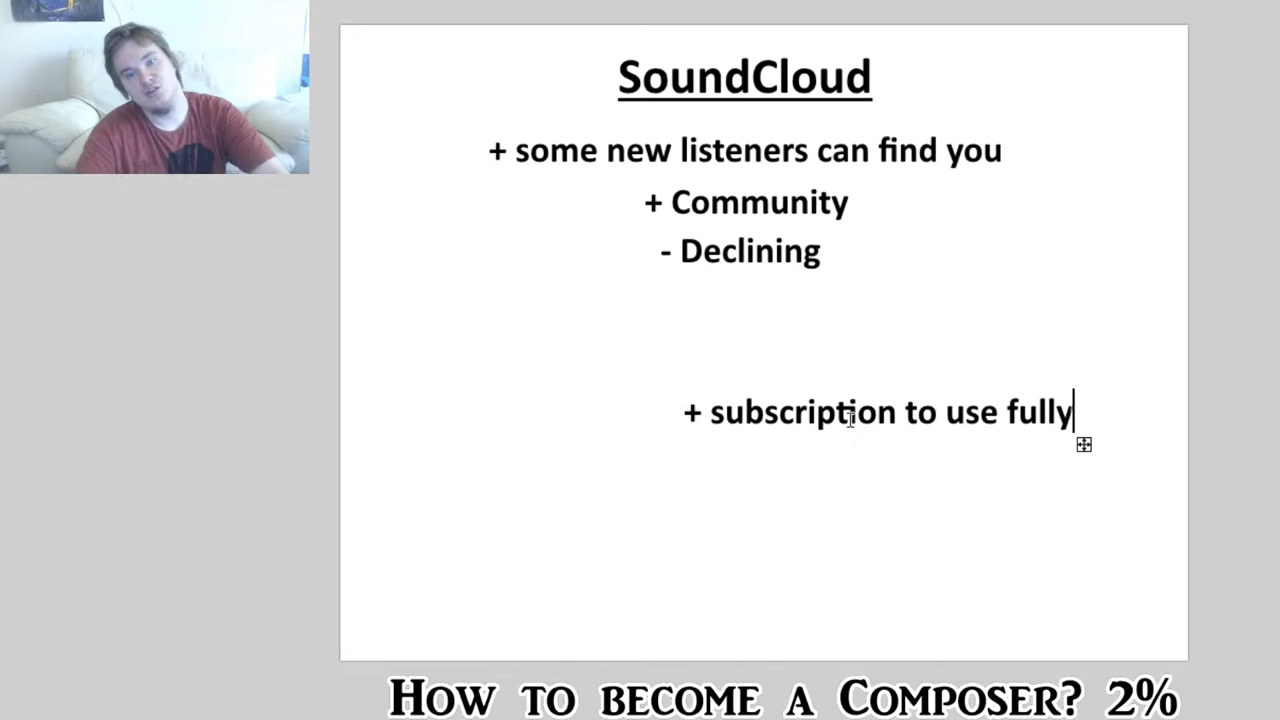 SoundCloud
+ some new listeners can find you
+ Community
- Declining
+ subscription to use fully
How to become a Composer? 2%